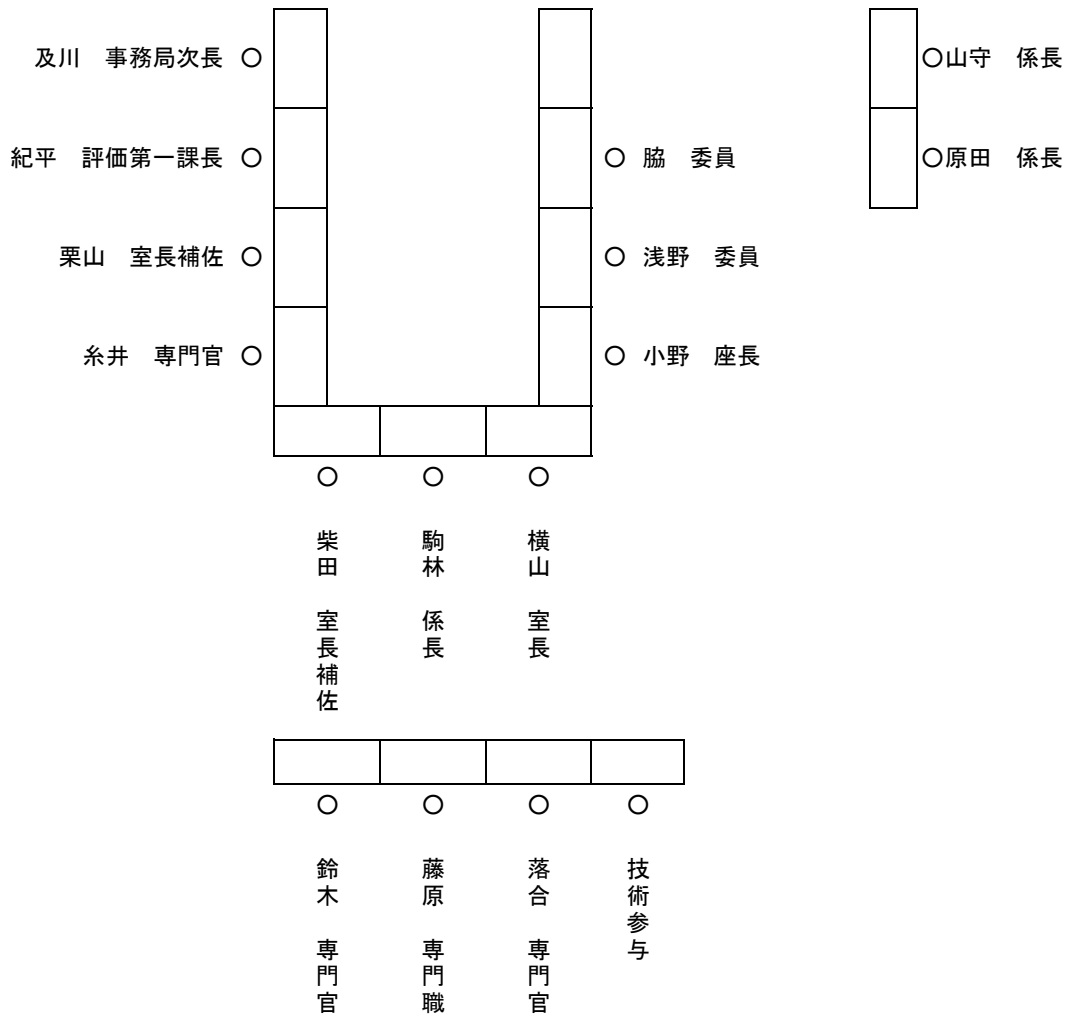 及川　事務局次長 ○
○山守　係長
紀平　評価第一課長 ○
○ 脇　委員
○原田　係長
栗山　室長補佐 ○
○ 浅野　委員
糸井　専門官 ○
○ 小野　座長
○ ○ ○
柴田　室長補佐
駒林　係長
横山　室長
○ ○ ○ ○
鈴木　専門官
藤原　専門職
落合　専門官
技術参与